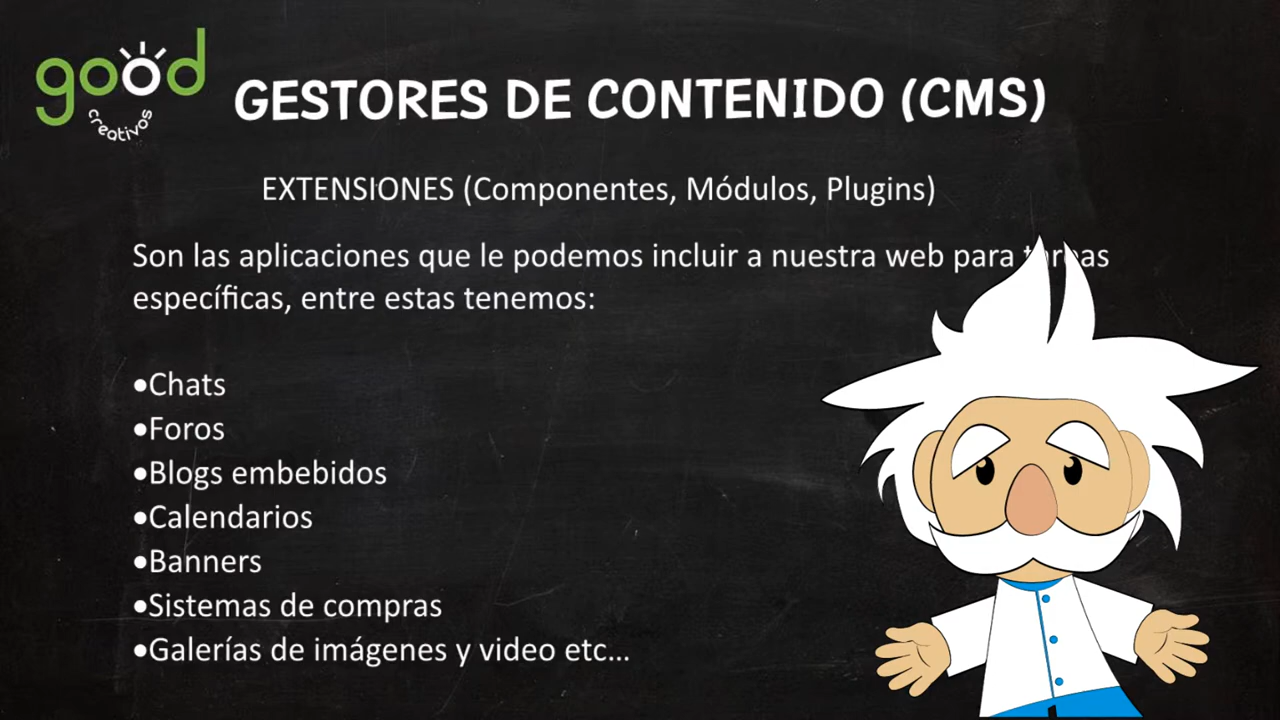 good
creativos
GESTORES DE CONTENIDO (CMS)
EXTENSIONES (Componentes, Módulos, Plugins)
Son las aplicaciones que le podemos incluir a nuestra web para
específicas, entre estas tenemos:
•Chats
•Foros
•Blogs embebidos
•Calendarios
•Banners
•Sistemas de compras
•Galerías de imágenes y video etc...